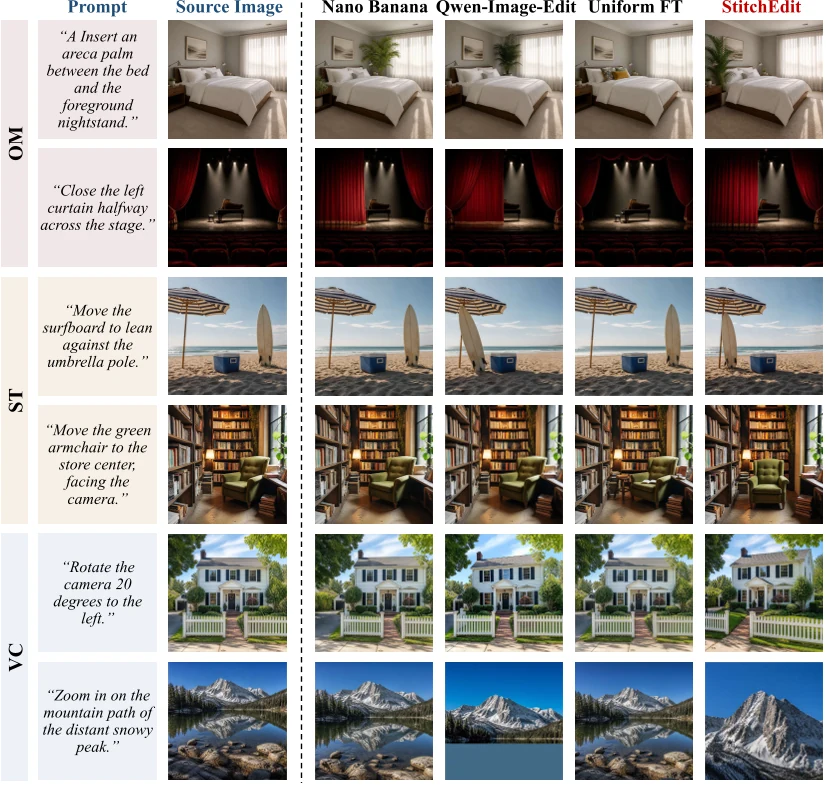 Prompt Source Image Nano Banana Qwen-Image-Edit Uniform FT StitchEdit
OM
“A Insert an
areca palm
between the bed
and the
foreground
nightstand.”
“Close the left
curtain halfway
across the stage.”
ST
“Move the
surfboard to lean
against the
umbrella pole.”
“Move the green
armchair to the
store center,
facing the
camera.”
VC
“Rotate the
camera 20
degrees to the
left.”
“Zoom in on the
mountain path of
the distant snowy
peak.”